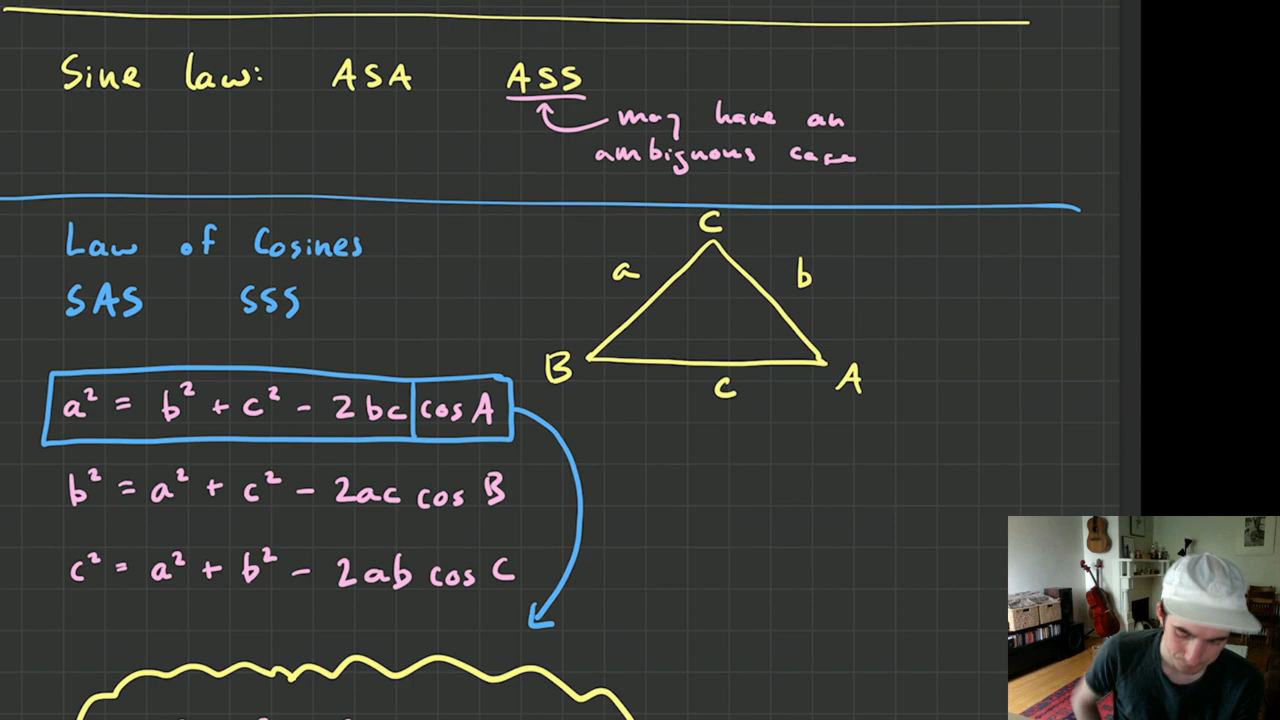 Sine law: ASA ASS
may have an
ambiguous case
Law of Cosines
SAS SSS
C
a b
B A
c
a² = b² + c² - 2bc cos A
b² = a² + c² - 2ac cos B
c² = a² + b² - 2ab cos C